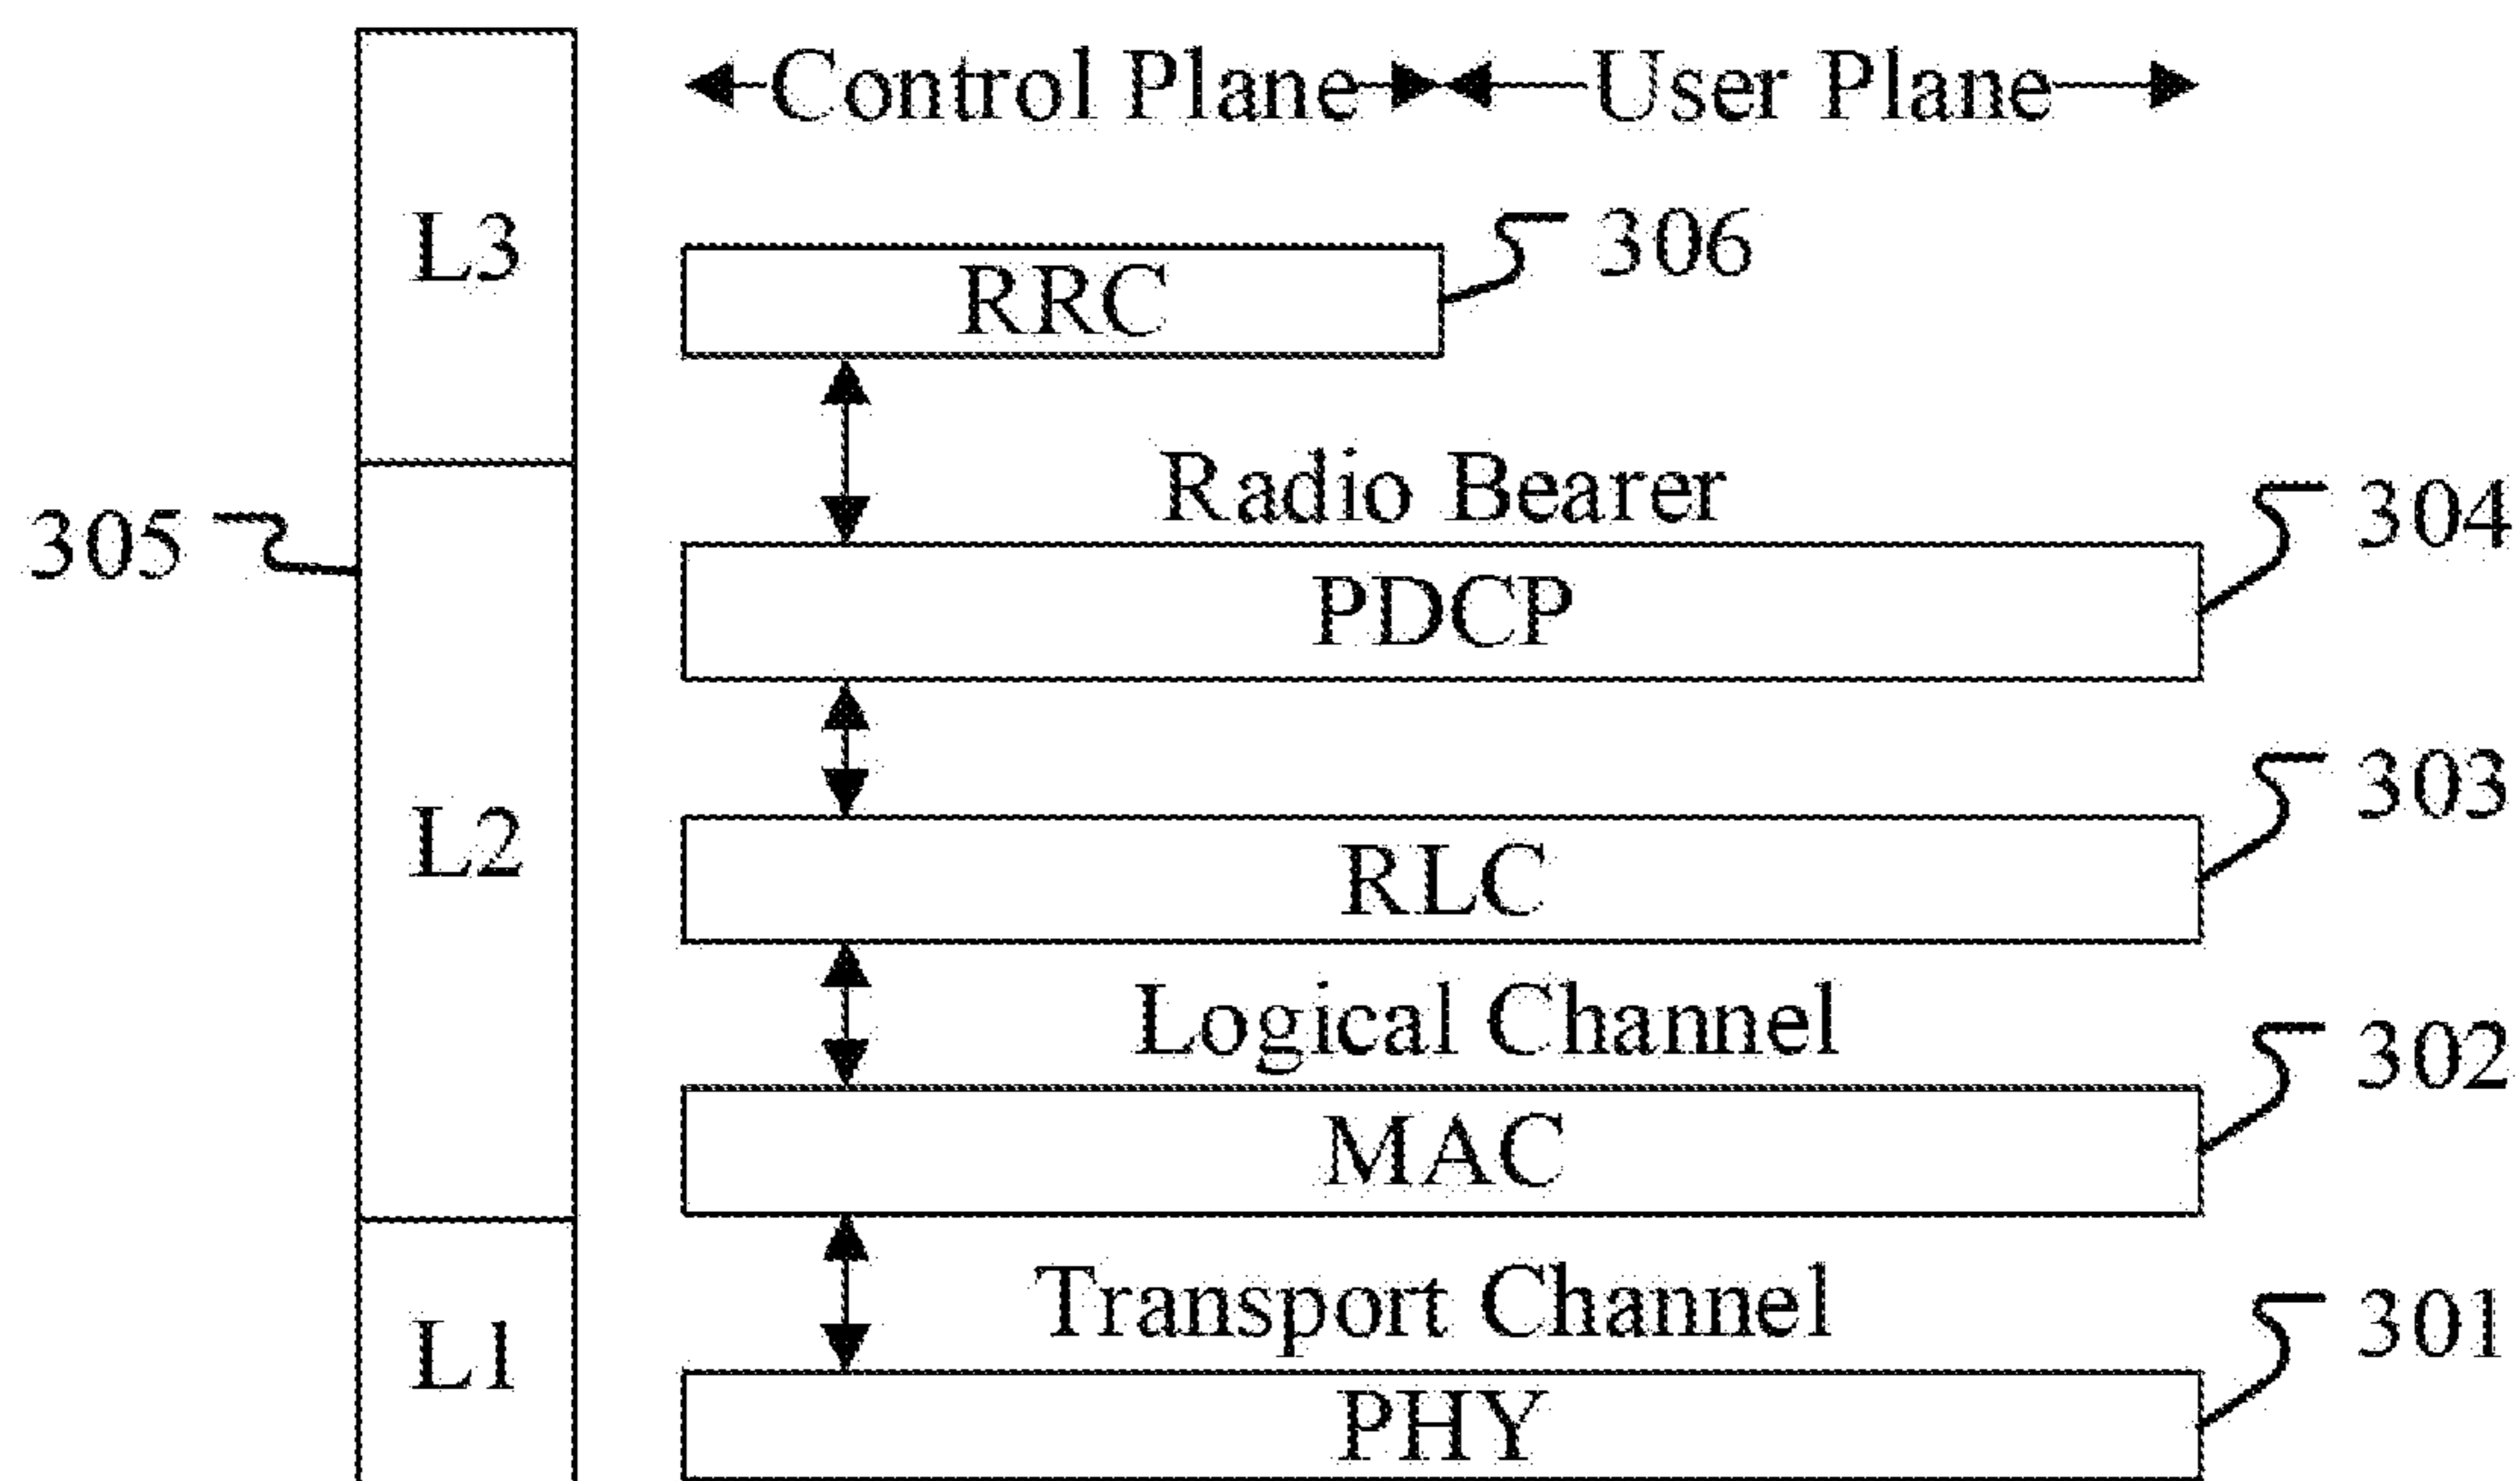 Control Plane User Plane
L3
306
RRC
Radio Bearer
304
305
PDCP
303
L2
RLC
Logical Channel
302
MAC
Transport Channel
301
L1
PHY